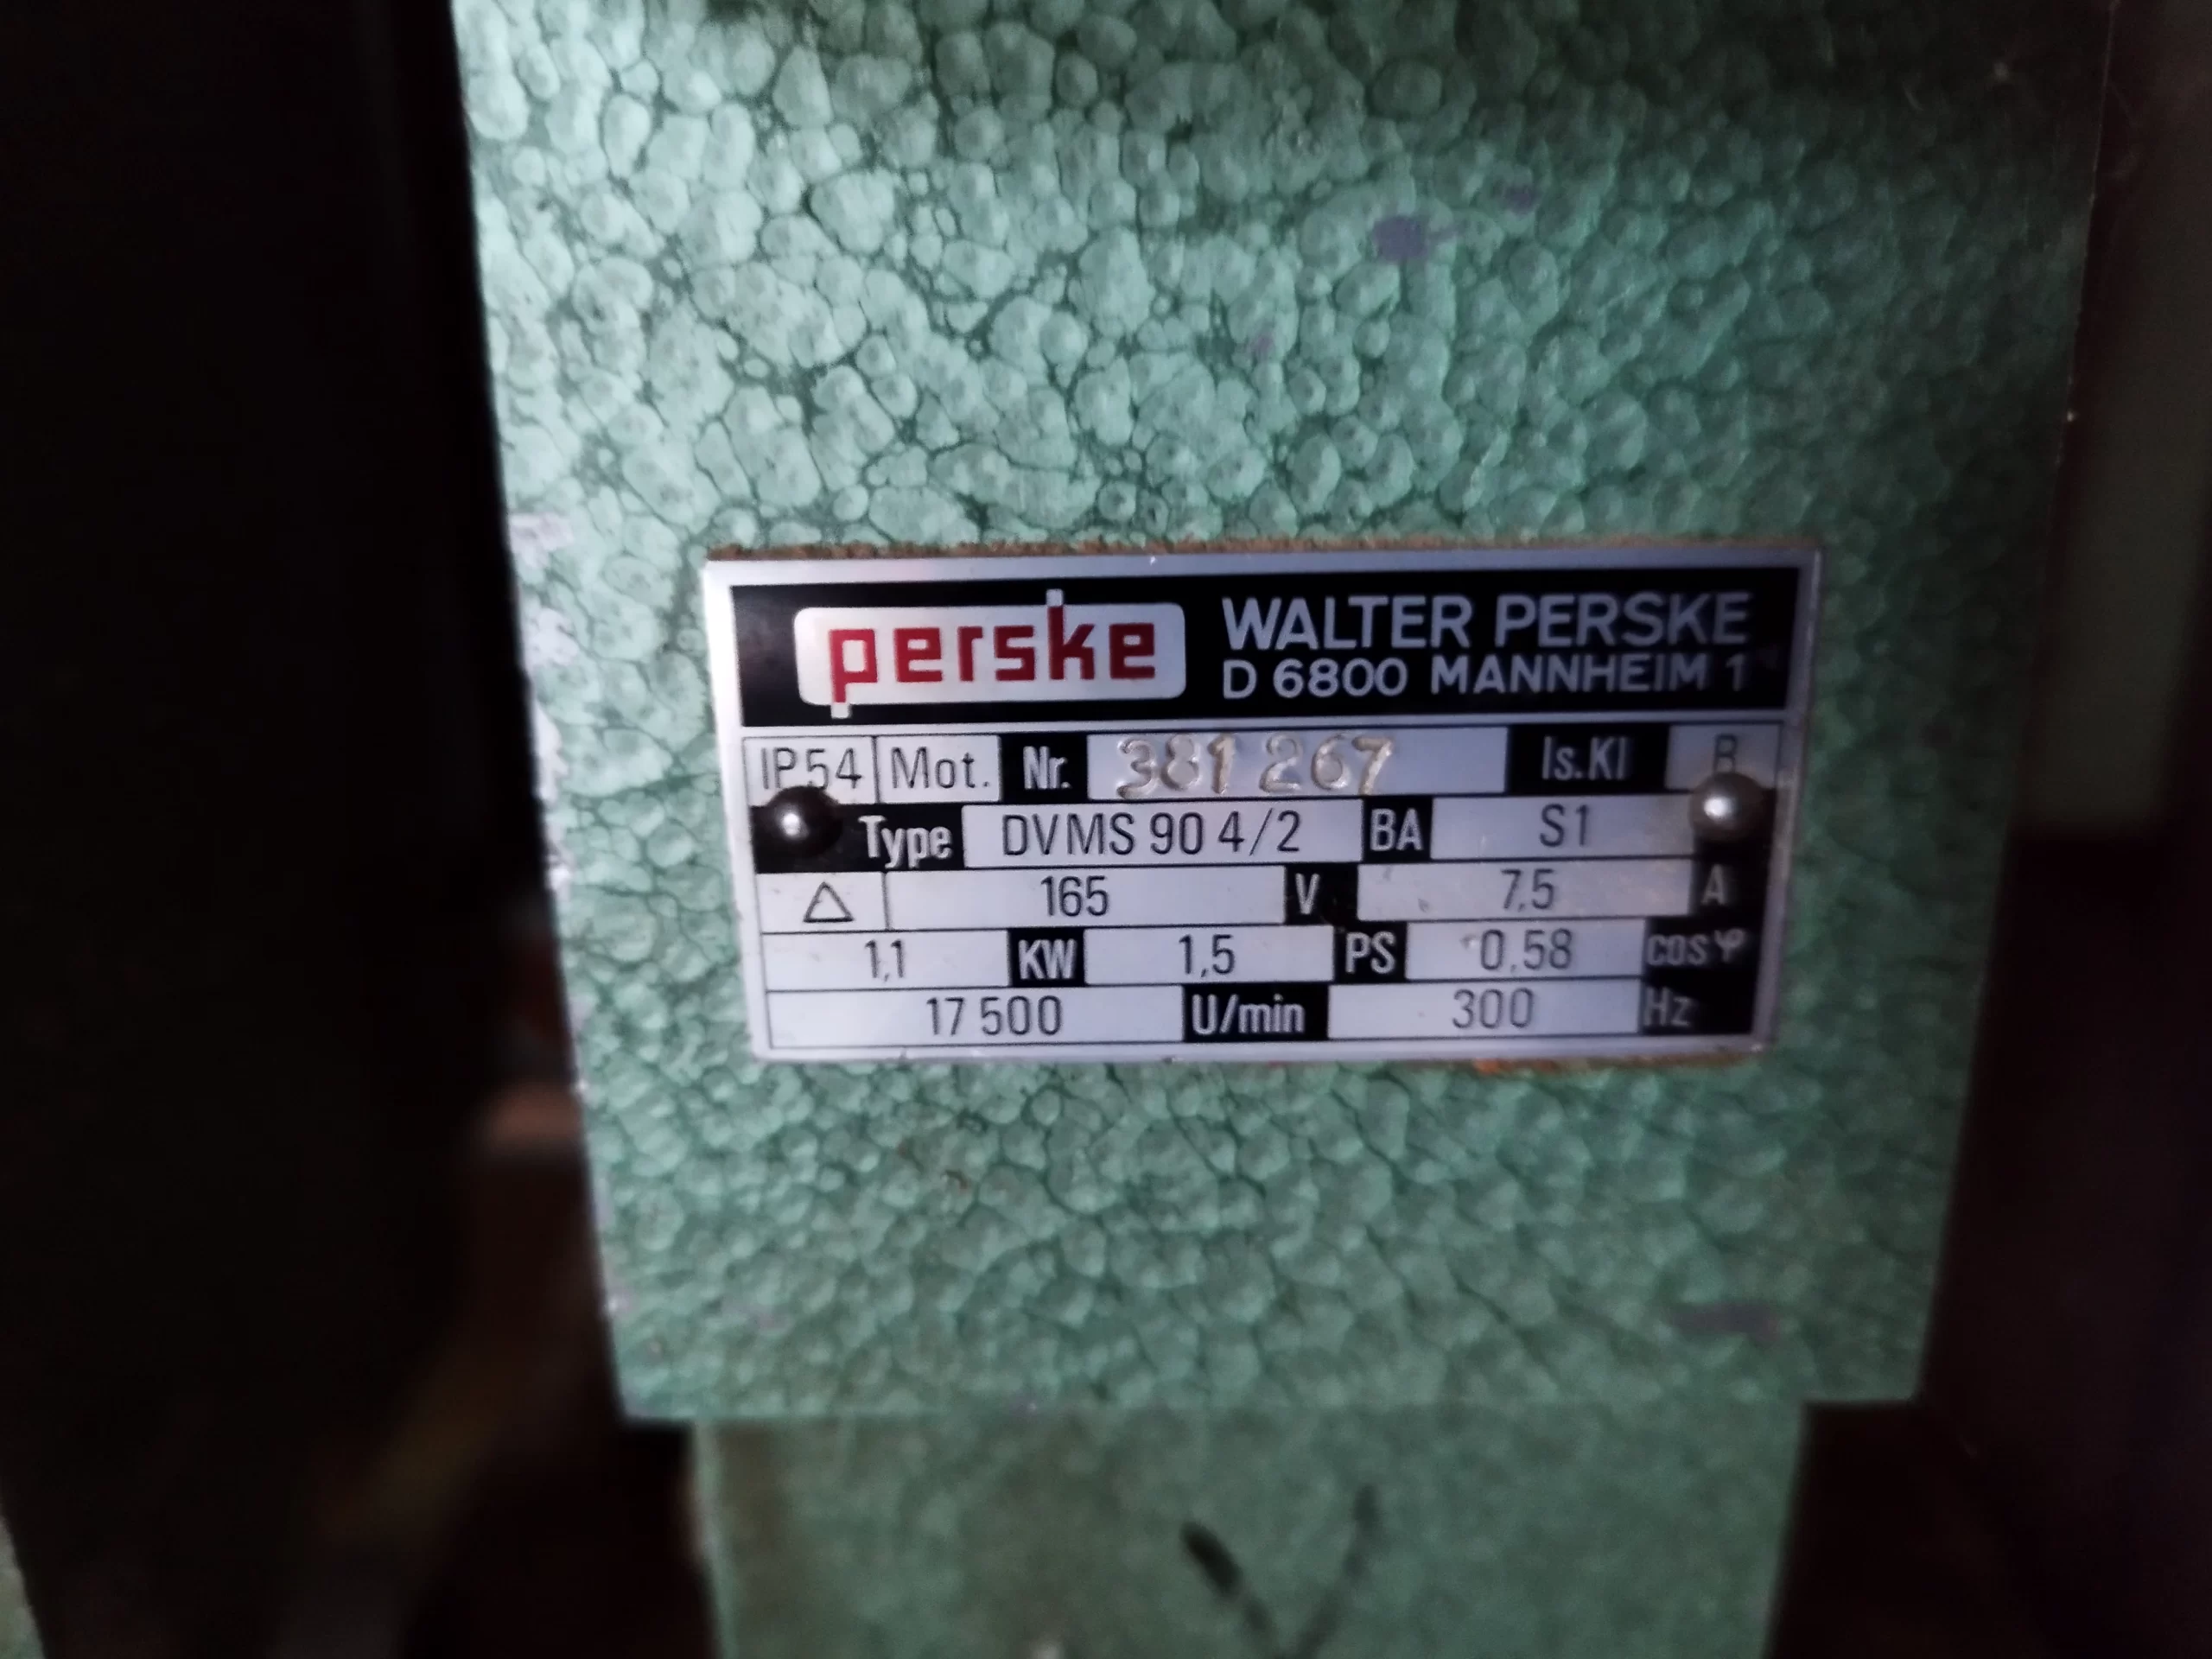 perske WALTER PERSKE
D 6800 MANNHEIM 1
IP54 Mot. Nr. 381 267 Is.Kl B
Type DVMS 90 4/2 BA S1
△ 165 V 7,5 A
1,1 KW 1,5 PS 0,58 cos φ
17 500 U/min 300 Hz